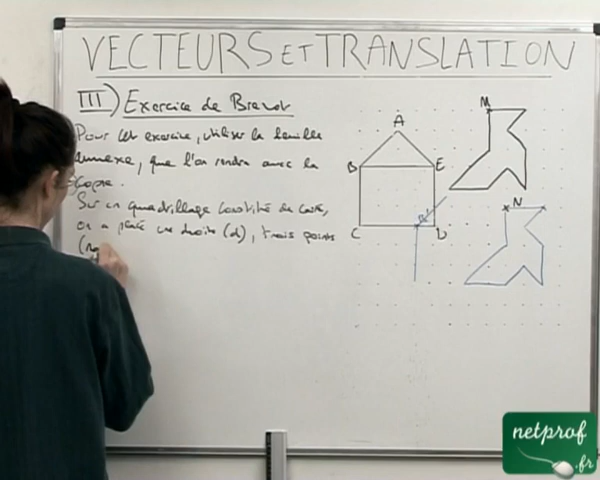 VECTEURS ET TRANSLATION
III) Exercice de Brevet
Pour cet exercice, utiliser la feuille
annexe, que l'on rendra avec la
copie.
Sur un quadrillage constitué de carrés,
on a placé une droite (d), trois points
A
B
E
C
B'
D
M
N
netprof
.fr